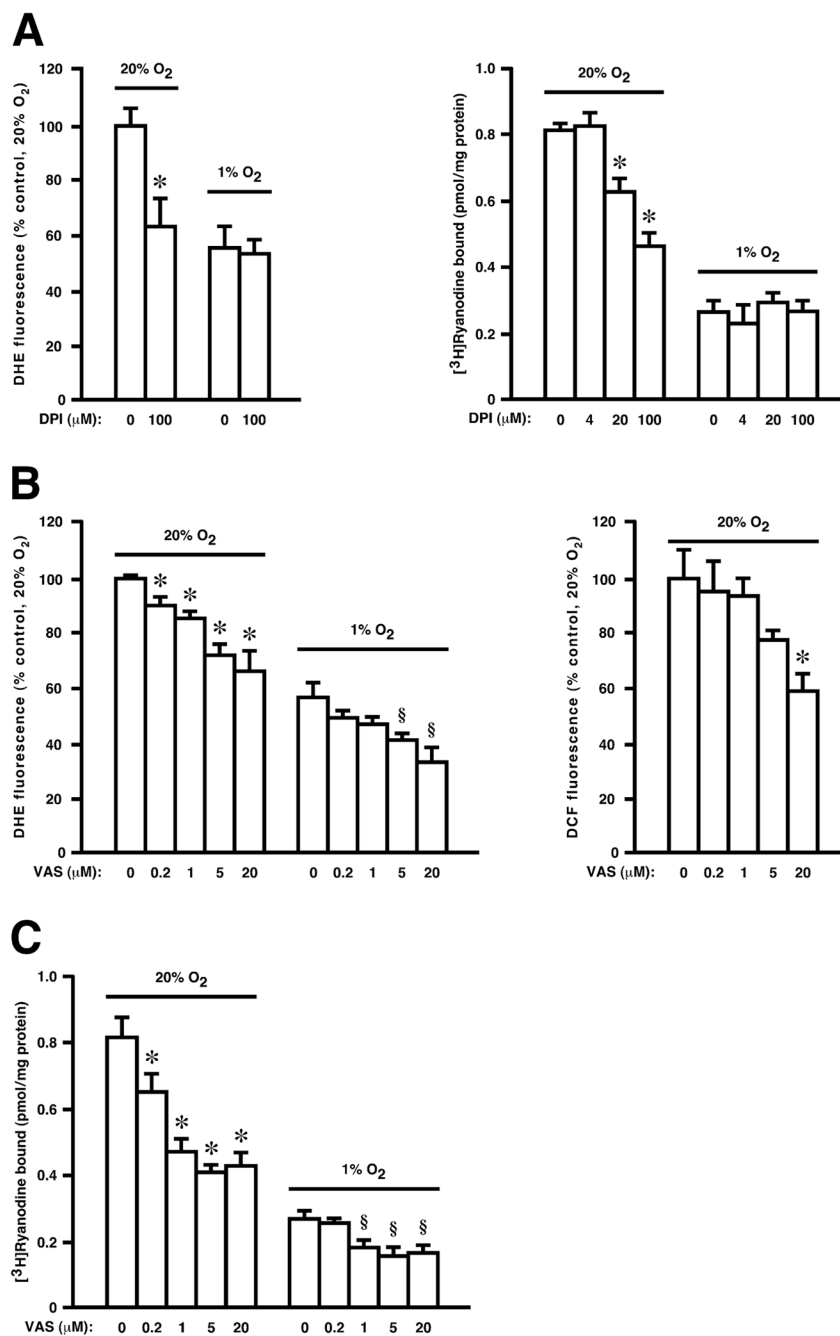 A
DHE fluorescence (% control, 20% O₂)
120
100
80
60
40
20
0
20% O₂
*
1% O₂
DPI (μM): 0 100 0 100
[³H]Ryanodine bound (pmol/mg protein)
1.0
0.8
0.6
0.4
0.2
0
20% O₂
*
*
1% O₂
DPI (μM): 0 4 20 100 0 4 20 100
B
DHE fluorescence (% control, 20% O₂)
120
100
80
60
40
20
0
20% O₂
* * * *
1% O₂
§ §
VAS (μM): 0 0.2 1 5 20 0 0.2 1 5 20
DCF fluorescence (% control, 20% O₂)
120
100
80
60
40
20
0
20% O₂
*
VAS (μM): 0 0.2 1 5 20
C
[³H]Ryanodine bound (pmol/mg protein)
1.0
0.8
0.6
0.4
0.2
0
20% O₂
* * * *
1% O₂
§ § §
VAS (μM): 0 0.2 1 5 20 0 0.2 1 5 20